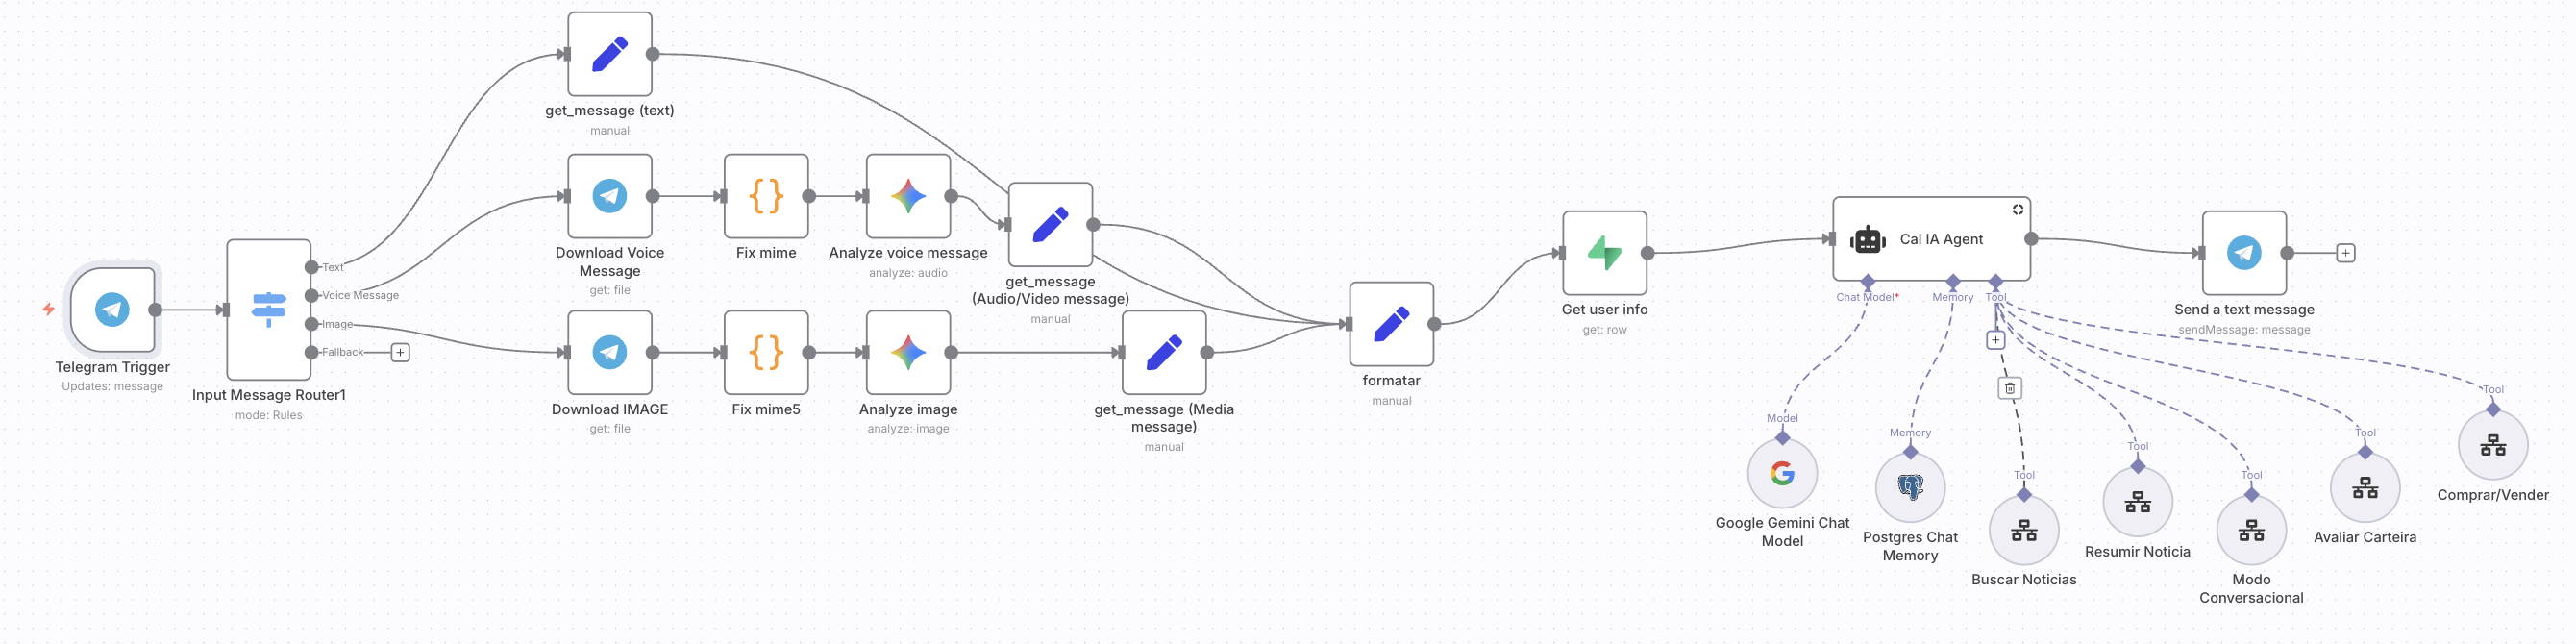 get_message (text)
manual
Download Voice
Message
get: file
Fix mime
Analyze voice message
analyze: audio
get_message
(Audio/Video message)
manual
Text
Voice Message
Image
Fallback
Telegram Trigger
Updates: message
Input Message Router1
mode: Rules
Download IMAGE
get: file
Fix mime5
Analyze image
analyze: image
get_message (Media
message)
manual
formatar
manual
Get user info
get: row
Cal IA Agent
Chat Model*
Memory
Tool
Send a text message
sendMessage: message
Model
Google Gemini Chat
Model
Memory
Postgres Chat
Memory
Tool
Buscar Noticias
Tool
Resumir Noticia
Tool
Modo
Conversacional
Tool
Avaliar Carteira
Tool
Comprar/Vender